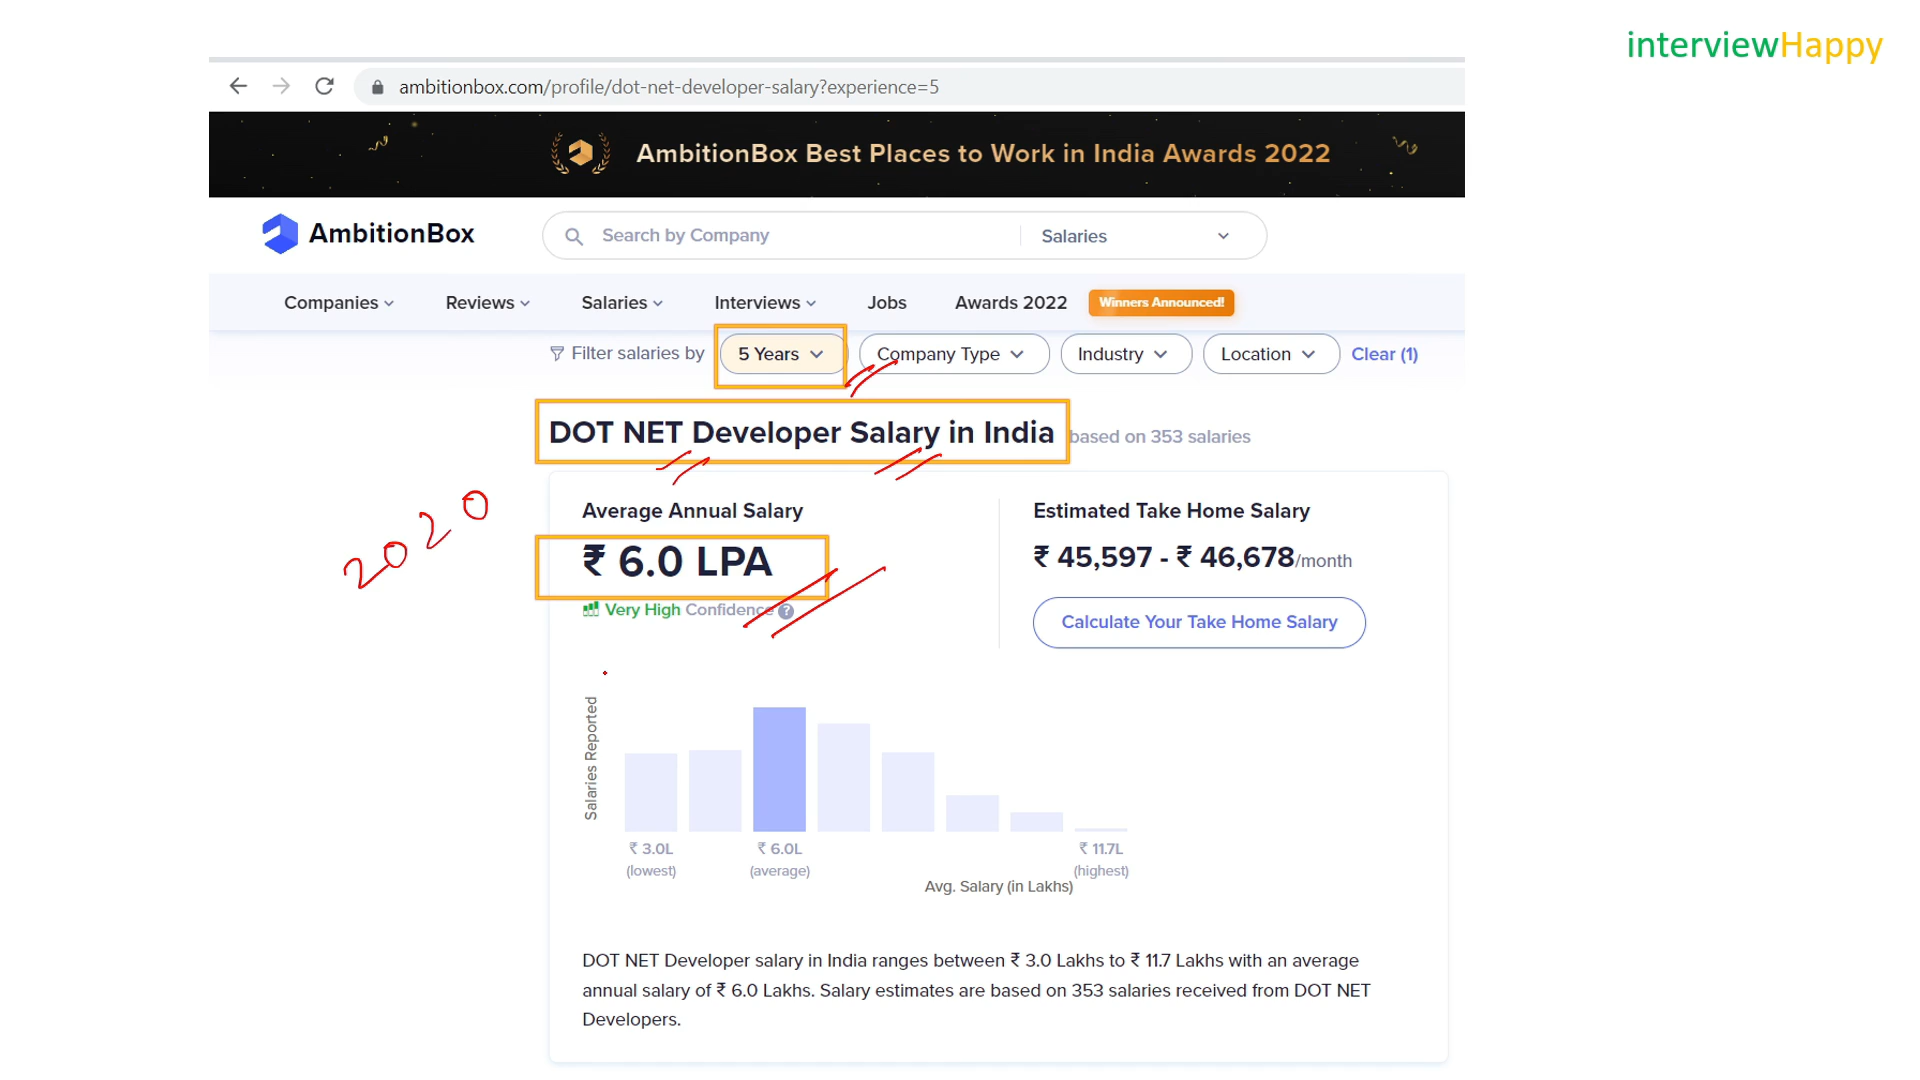 interviewHappy
ambitionbox.com/profile/dot-net-developer-salary?experience=5
AmbitionBox Best Places to Work in India Awards 2022
AmbitionBox
Search by Company
Salaries
Companies
Reviews
Salaries
Interviews
Jobs
Awards 2022
Winners Announced!
Filter salaries by
5 Years
Company Type
Industry
Location
Clear (1)
DOT NET Developer Salary in India
based on 353 salaries
2020
Average Annual Salary
₹ 6.0 LPA
Very High Confidence ?
Estimated Take Home Salary
₹ 45,597 - ₹ 46,678/month
Calculate Your Take Home Salary
Salaries Reported
₹ 3.0L
(lowest)
₹ 6.0L
(average)
₹ 11.7L
(highest)
Avg. Salary (in Lakhs)
DOT NET Developer salary in India ranges between ₹ 3.0 Lakhs to ₹ 11.7 Lakhs with an average
annual salary of ₹ 6.0 Lakhs. Salary estimates are based on 353 salaries received from DOT NET
Developers.